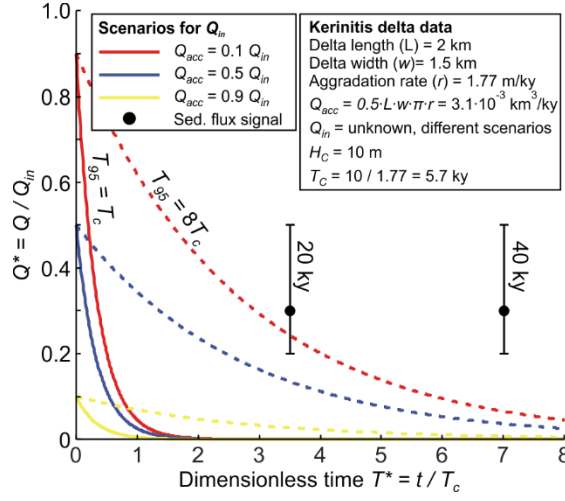 Scenarios for Q_in
Q_acc = 0.1 Q_in
Q_acc = 0.5 Q_in
Q_acc = 0.9 Q_in
Sed. flux signal
Kerinitis delta data
Delta length (L) = 2 km
Delta width (w)= 1.5 km
Aggradation rate (r) = 1.77 m/ky
Q_acc = 0.5·L·w·π·r = 3.1·10^-3 km^3/ky
Q_in = unknown, different scenarios
H_C = 10 m
T_C = 10 / 1.77 = 5.7 ky
T_95 = T_c
T_95 = 8T_c
20 ky
40 ky
Q* = Q / Q_in
1.0
0.8
0.6
0.4
0.2
0
0 1 2 3 4 5 6 7 8
Dimensionless time T* = t / T_c